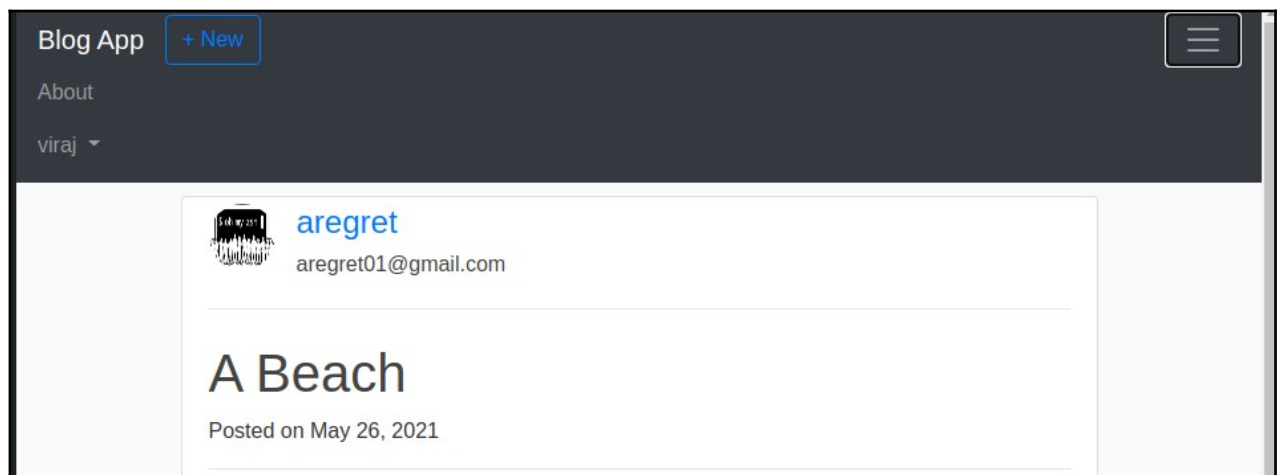 Blog App + New
About
viraj
aregret
aregret01@gmail.com
A Beach
Posted on May 26, 2021